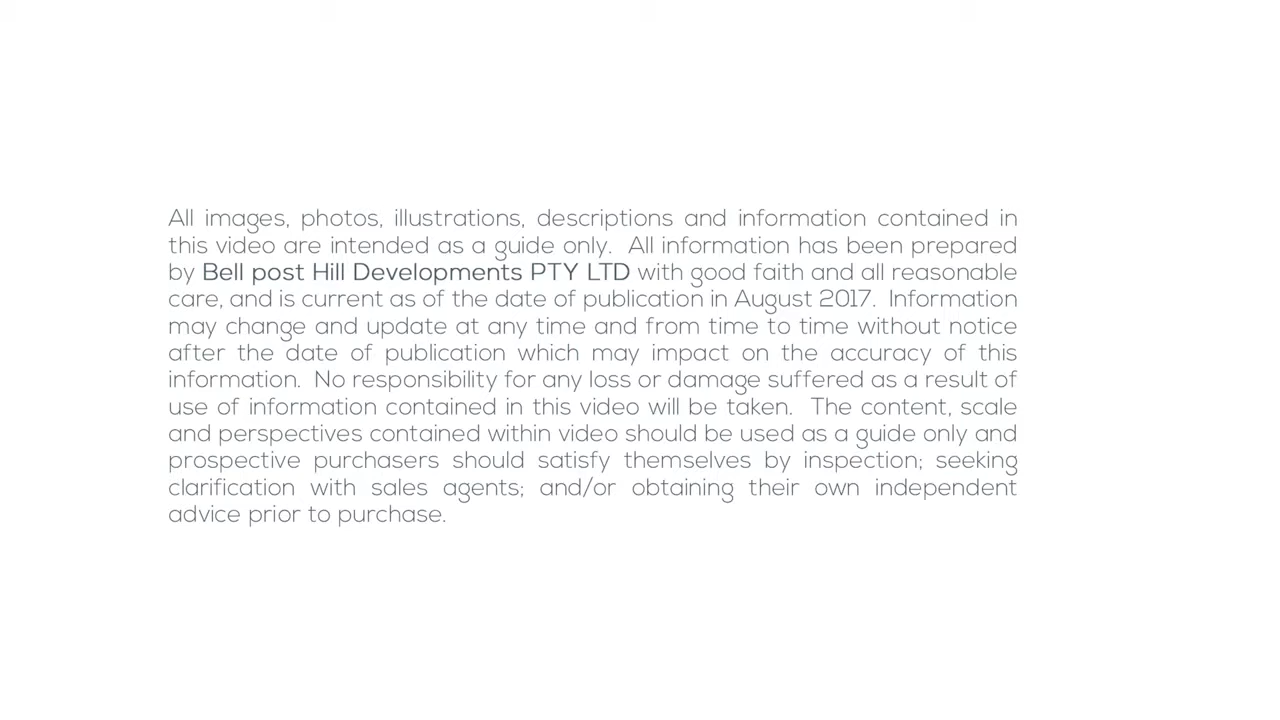 All images, photos, illustrations, descriptions and information contained in
this video are intended as a guide only.  All information has been prepared
by Bell post Hill Developments PTY LTD with good faith and all reasonable
care, and is current as of the date of publication in August 2017.  Information
may change and update at any time and from time to time without notice
after the date of publication which may impact on the accuracy of this
information.  No responsibility for any loss or damage suffered as a result of
use of information contained in this video will be taken.  The content, scale
and perspectives contained within video should be used as a guide only and
prospective purchasers should satisfy themselves by inspection; seeking
clarification with sales agents; and/or obtaining their own independent
advice prior to purchase.